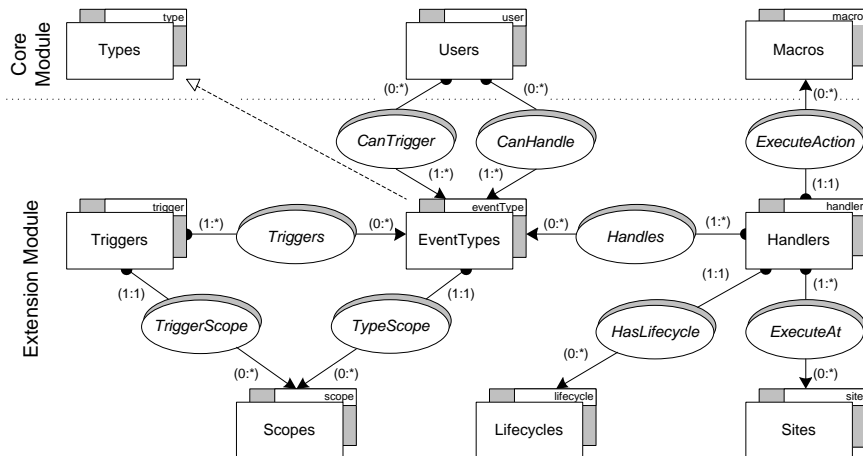 Core
Module
type
Types
user
Users
macro
Macros
(0:*)
(0:*)
(0:*)
CanTrigger
CanHandle
ExecuteAction
(1:*)
(1:*)
(1:1)
Extension Module
trigger
Triggers
(1:*)
Triggers
(0:*)
eventType
EventTypes
(0:*)
Handles
(1:*)
handler
Handlers
(1:1)
(1:1)
(1:1)
(1:*)
TriggerScope
TypeScope
HasLifecycle
ExecuteAt
(0:*)
(0:*)
(0:*)
(0:*)
scope
Scopes
lifecycle
Lifecycles
site
Sites